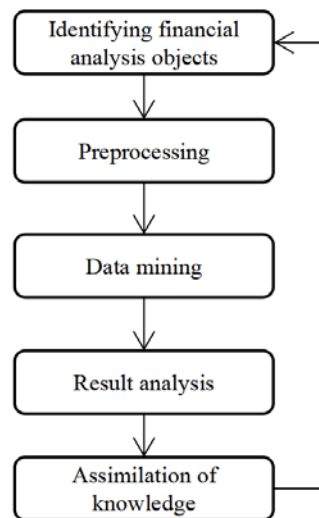 Identifying financial
analysis objects
Preprocessing
Data mining
Result analysis
Assimilation of
knowledge